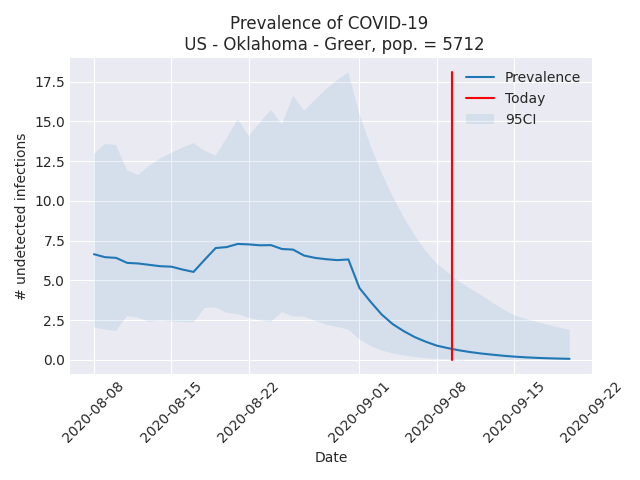 Prevalence of COVID-19
US - Oklahoma - Greer, pop. = 5712
17.5
15.0
12.5
10.0
7.5
5.0
2.5
0.0
# undetected infections
Prevalence
Today
95CI
2020-08-08
2020-08-15
2020-08-22
2020-09-01
2020-09-08
2020-09-15
2020-09-22
Date